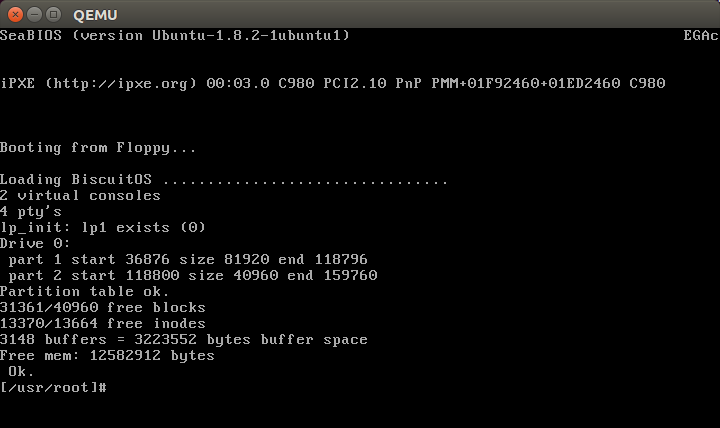 QEMU
SeaBIOS (version Ubuntu-1.8.2-1ubuntu1) EGAc
iPXE (http://ipxe.org) 00:03.0 C980 PCI2.10 PnP PMM+01F92460+01ED2460 C980
Booting from Floppy...
Loading BiscuitOS ................................
2 virtual consoles
4 pty's
lp_init: lp1 exists (0)
Drive 0:
part 1 start 36876 size 81920 end 118796
part 2 start 118800 size 40960 end 159760
Partition table ok.
31361/40960 free blocks
13370/13664 free inodes
3148 buffers = 3223552 bytes buffer space
Free mem: 12582912 bytes
Ok.
[/usr/root]#